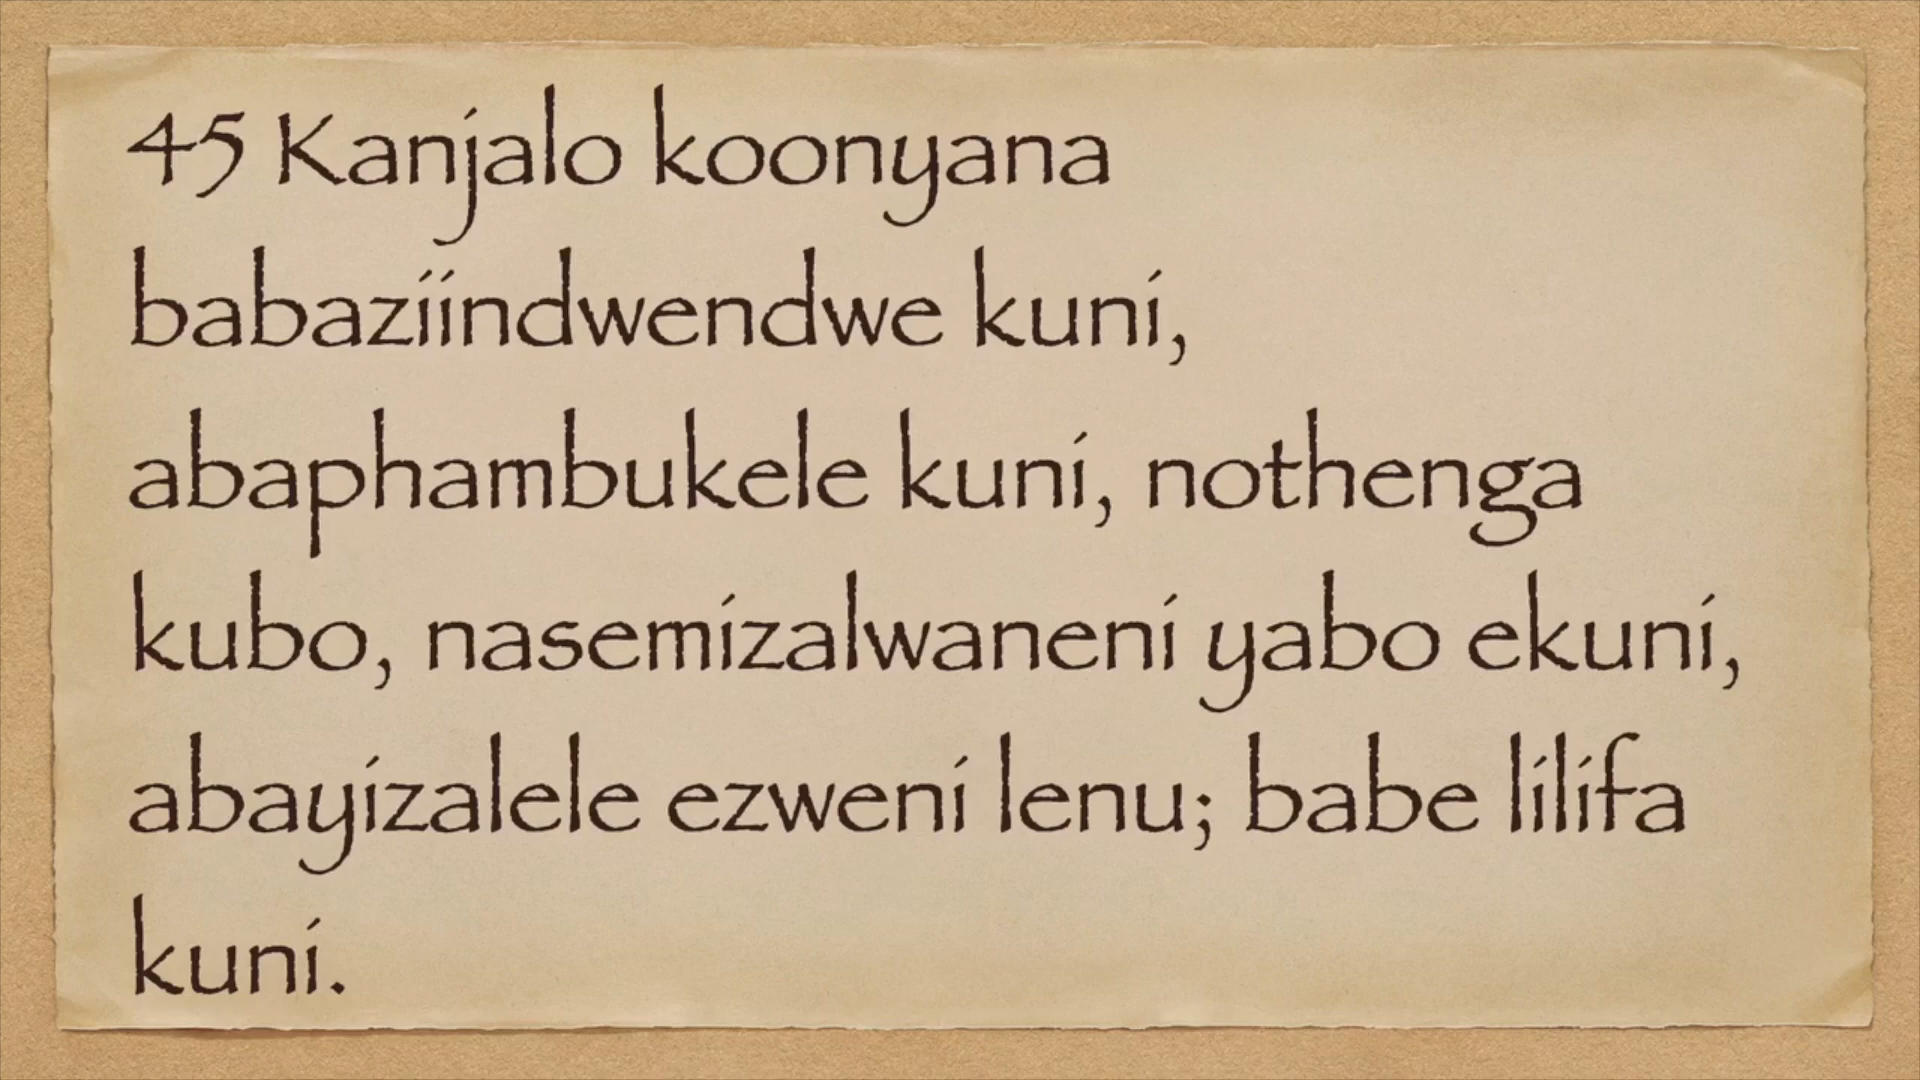 45 Kanjalo koonyana
babaziindwendwe kuni,
abaphambukele kuni, nothenga
kubo, nasemizalwaneni yabo ekuni,
abayizalele ezweni lenu; babe lilifa
kuni.